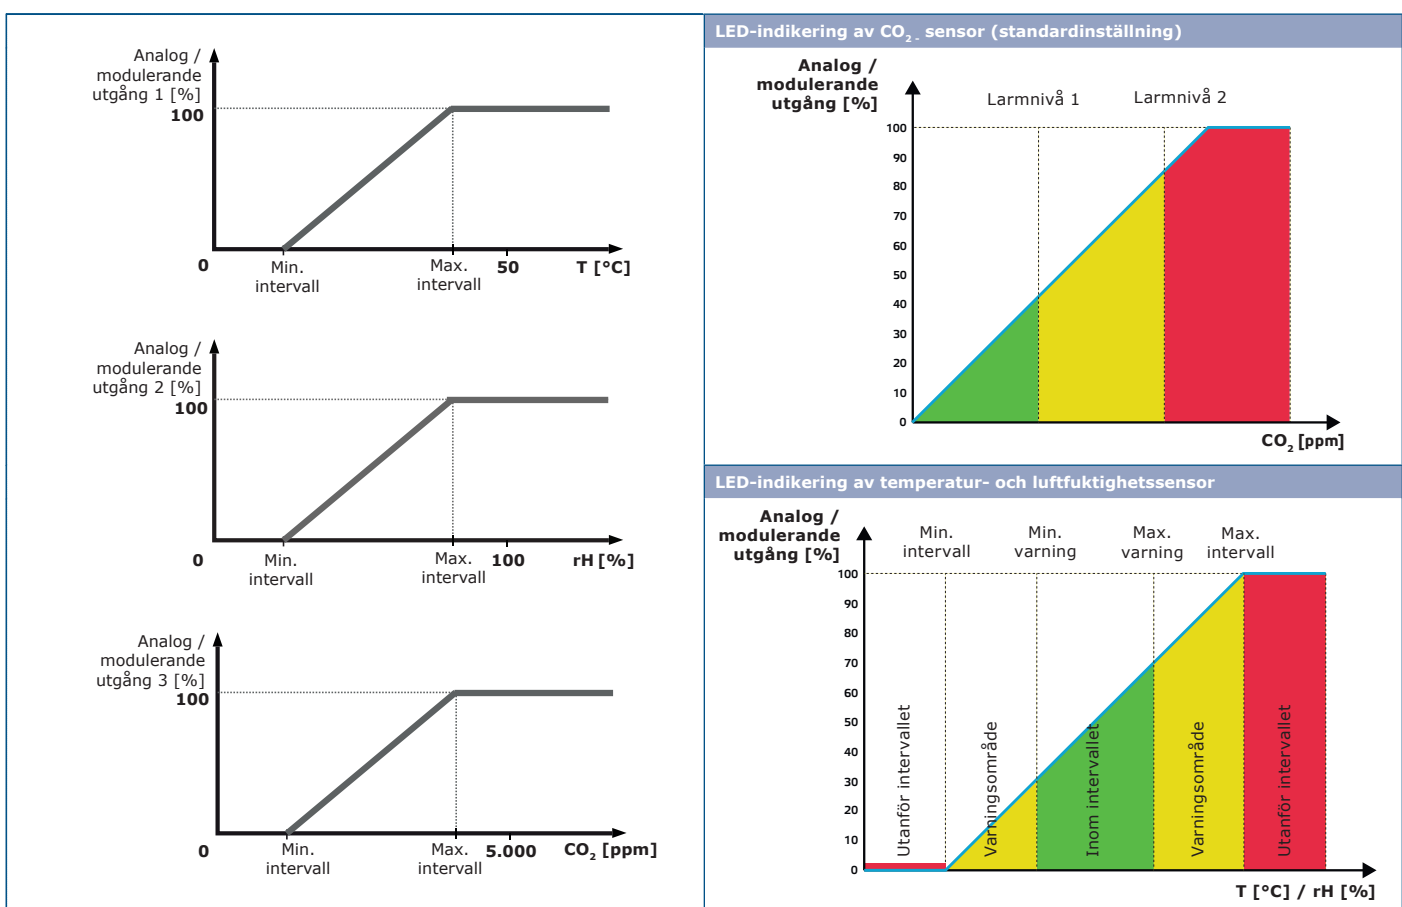 Analog /
modulerande
utgång 1 [%]
100
0
Min.
intervall
Max.
intervall
50
T [°C]
Analog /
modulerande
utgång 2 [%]
100
0
Min.
intervall
Max.
intervall
100
rH [%]
Analog /
modulerande
utgång 3 [%]
100
0
Min.
intervall
Max.
intervall
5.000
CO2 [ppm]
LED-indikering av CO2 - sensor (standardinställning)
Analog /
modulerande
utgång [%]
Larmnivå 1
Larmnivå 2
100
90
80
70
60
50
40
30
20
10
0
CO2 [ppm]
LED-indikering av temperatur- och luftfuktighetssensor
Analog /
modulerande
utgång [%]
Min.
intervall
Min.
varning
Max.
varning
Max.
intervall
100
90
80
70
60
50
40
30
20
10
0
Utanför intervallet
Varningsområde
Inom intervallet
Varningsområde
Utanför intervallet
T [°C] / rH [%]